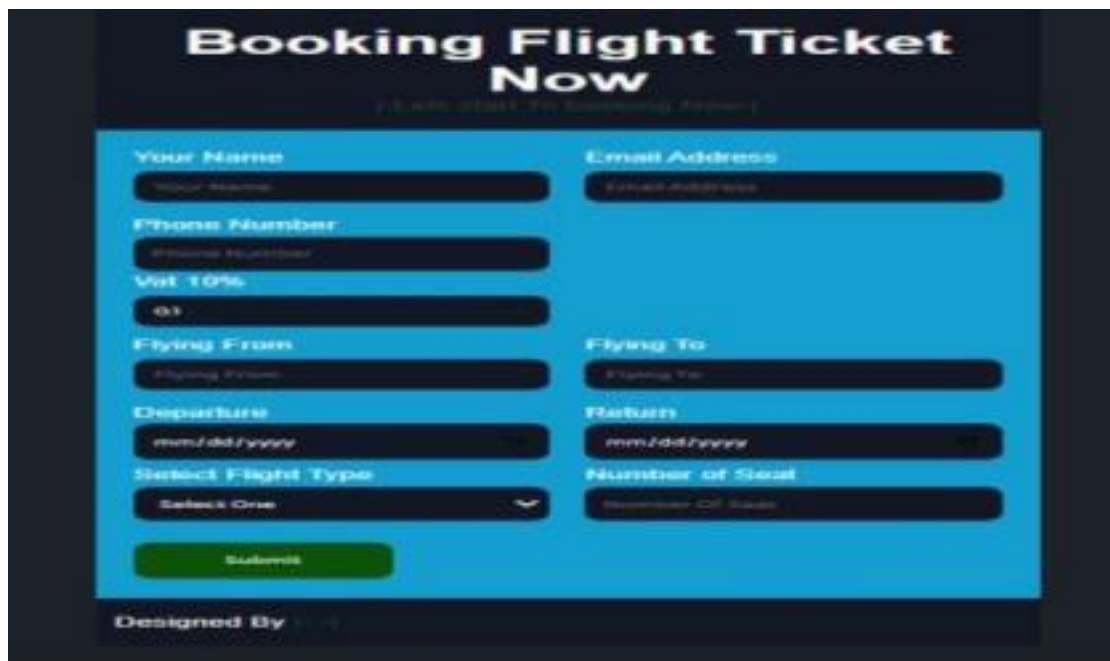 Booking Flight Ticket
Now
Your Name Email Address
Your Name Email Address
Phone Number
Phone Number
Vat 10%
0.1
Flying From Flying To
Flying From Flying To
Departure Return
mm/dd/yyyy mm/dd/yyyy
Select Flight Type Number of Seat
Select One Number Of Seat
Submit
Designed By